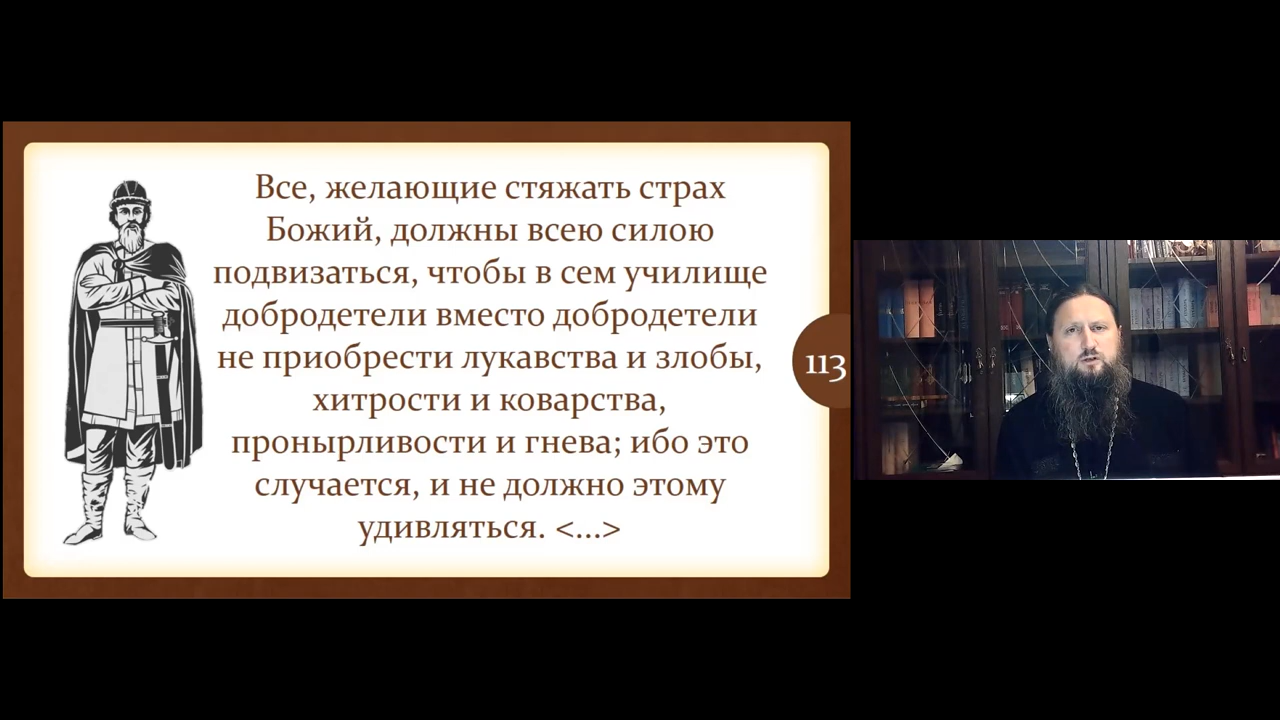 Все, желающие стяжать страх
Божий, должны всею силою
подвизаться, чтобы в сем училище
добродетели вместо добродетели
не приобрести лукавства и злобы,
хитрости и коварства,
пронырливости и гнева; ибо это
случается, и не должно этому
удивляться. <...>
113